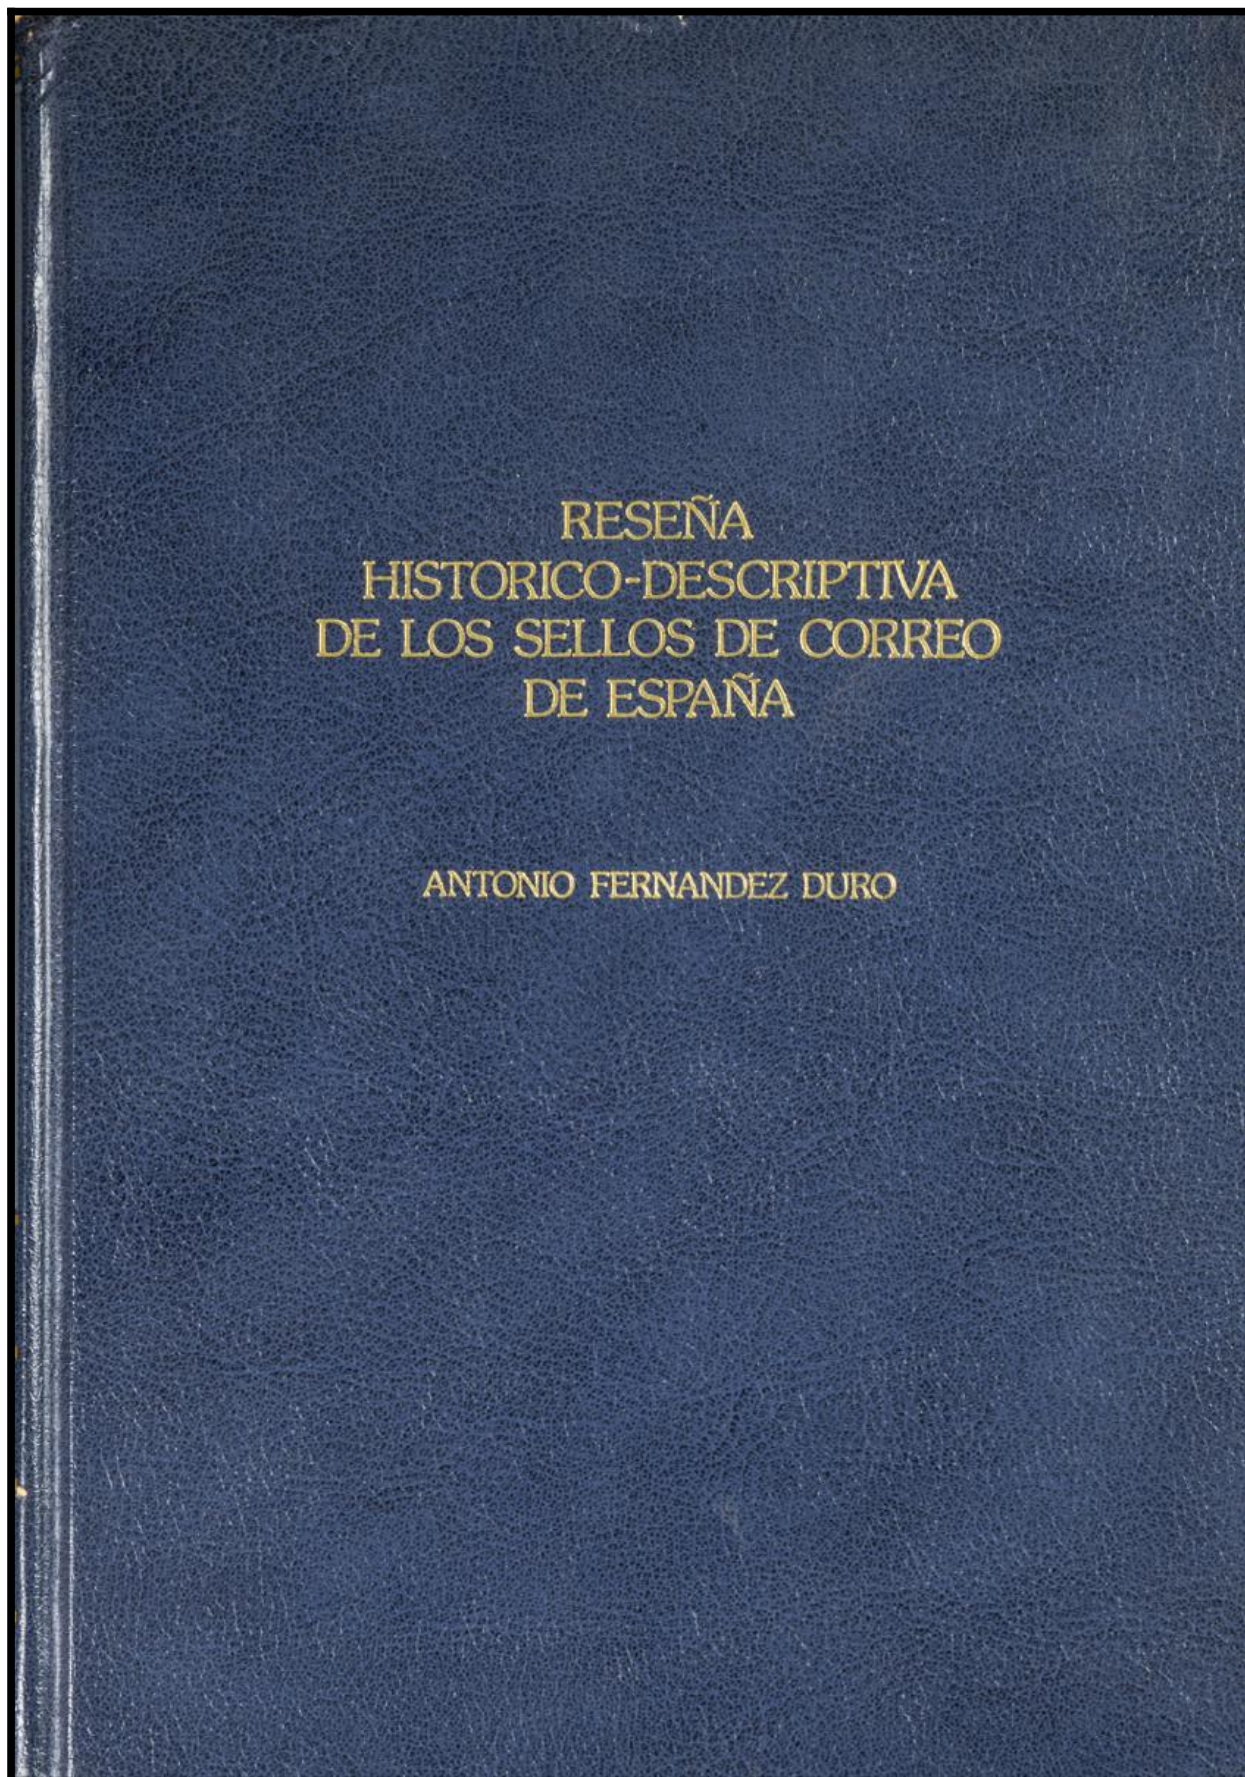 RESEÑA
HISTORICO-DESCRIPTIVA
DE LOS SELLOS DE CORREO
DE ESPAÑA
ANTONIO FERNANDEZ DURO